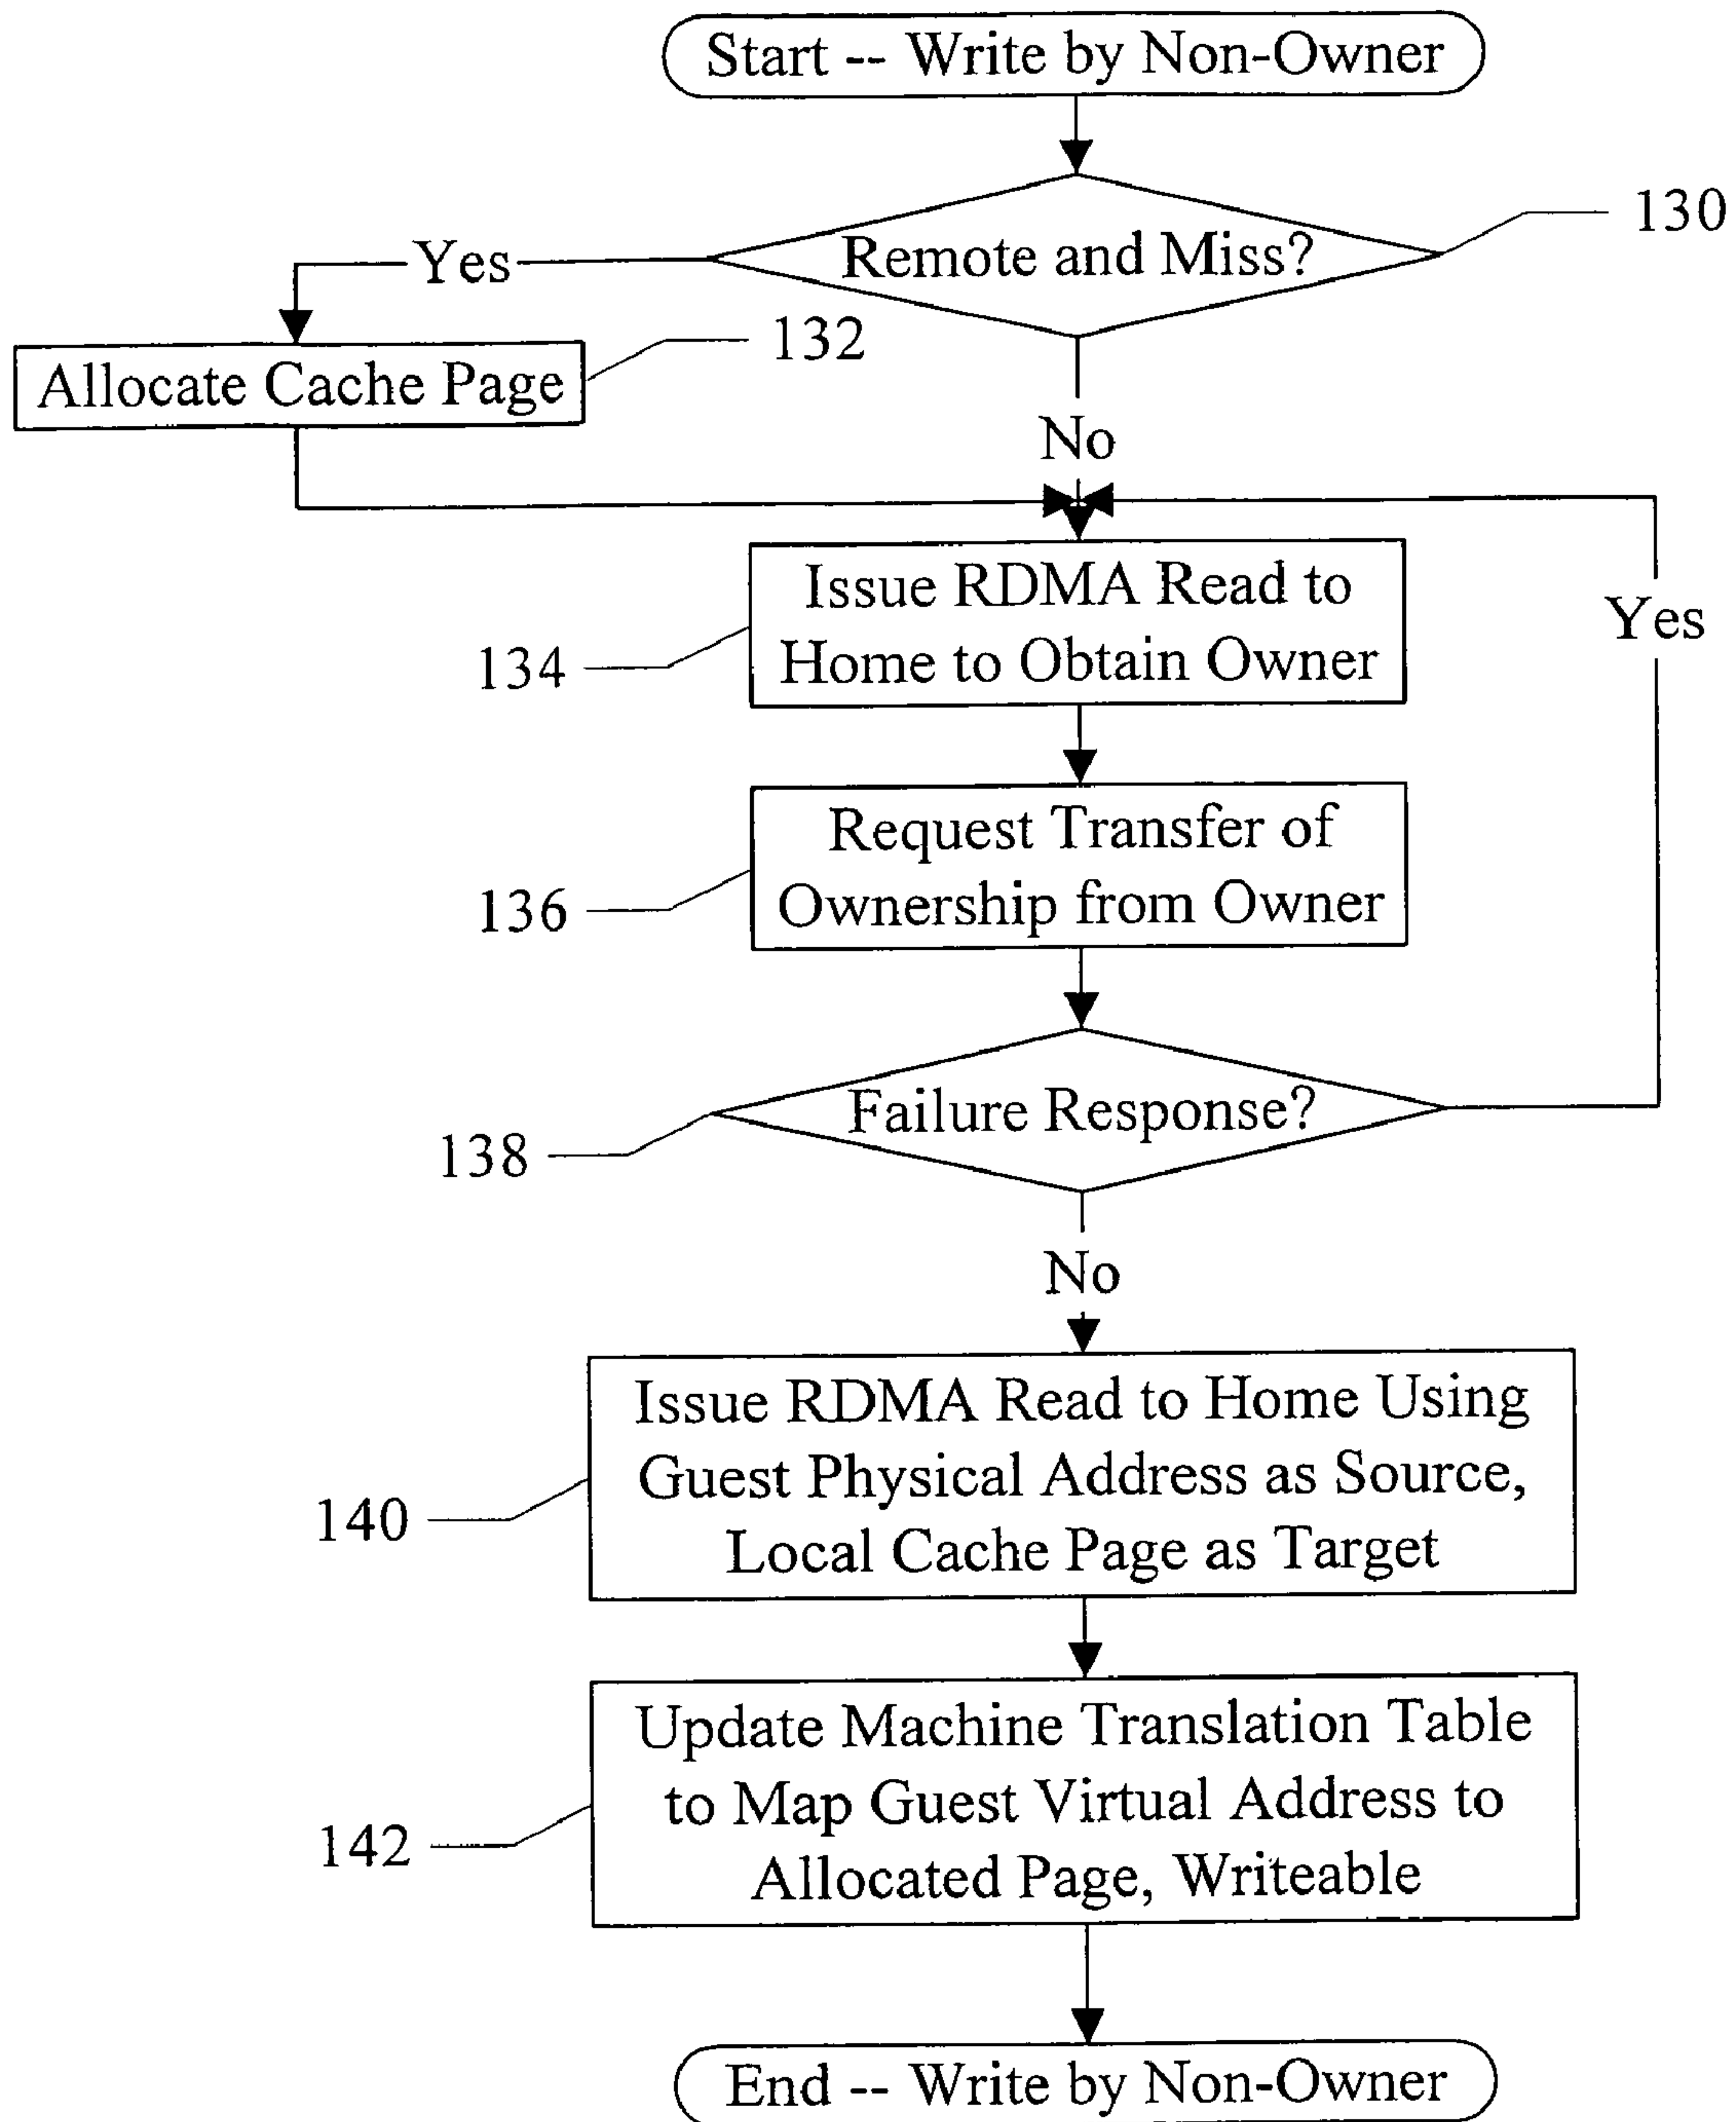 Start -- Write by Non-Owner
130
Remote and Miss?
Yes
132
Allocate Cache Page
No
Issue RDMA Read to
Home to Obtain Owner
Yes
134
Request Transfer of
Ownership from Owner
136
Failure Response?
138
No
Issue RDMA Read to Home Using
Guest Physical Address as Source,
Local Cache Page as Target
140
Update Machine Translation Table
to Map Guest Virtual Address to
Allocated Page, Writeable
142
End -- Write by Non-Owner